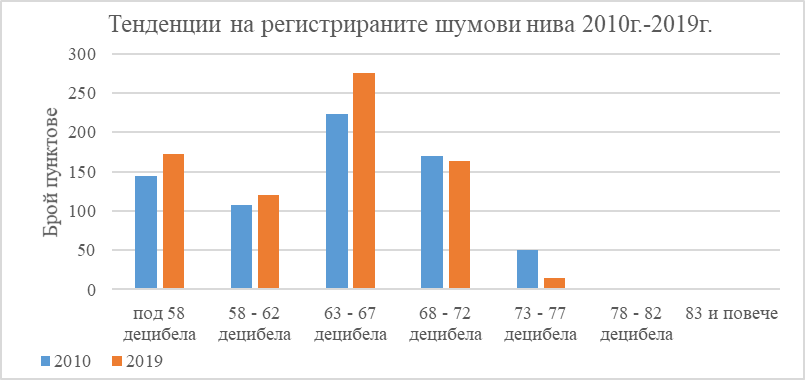 Тенденции на регистрираните шумови нива 2010г.-2019г.
Брой пунктове
300
250
200
150
100
50
0
под 58 децибела
58 - 62 децибела
63 - 67 децибела
68 - 72 децибела
73 - 77 децибела
78 - 82 децибела
83 и повече
2010
2019